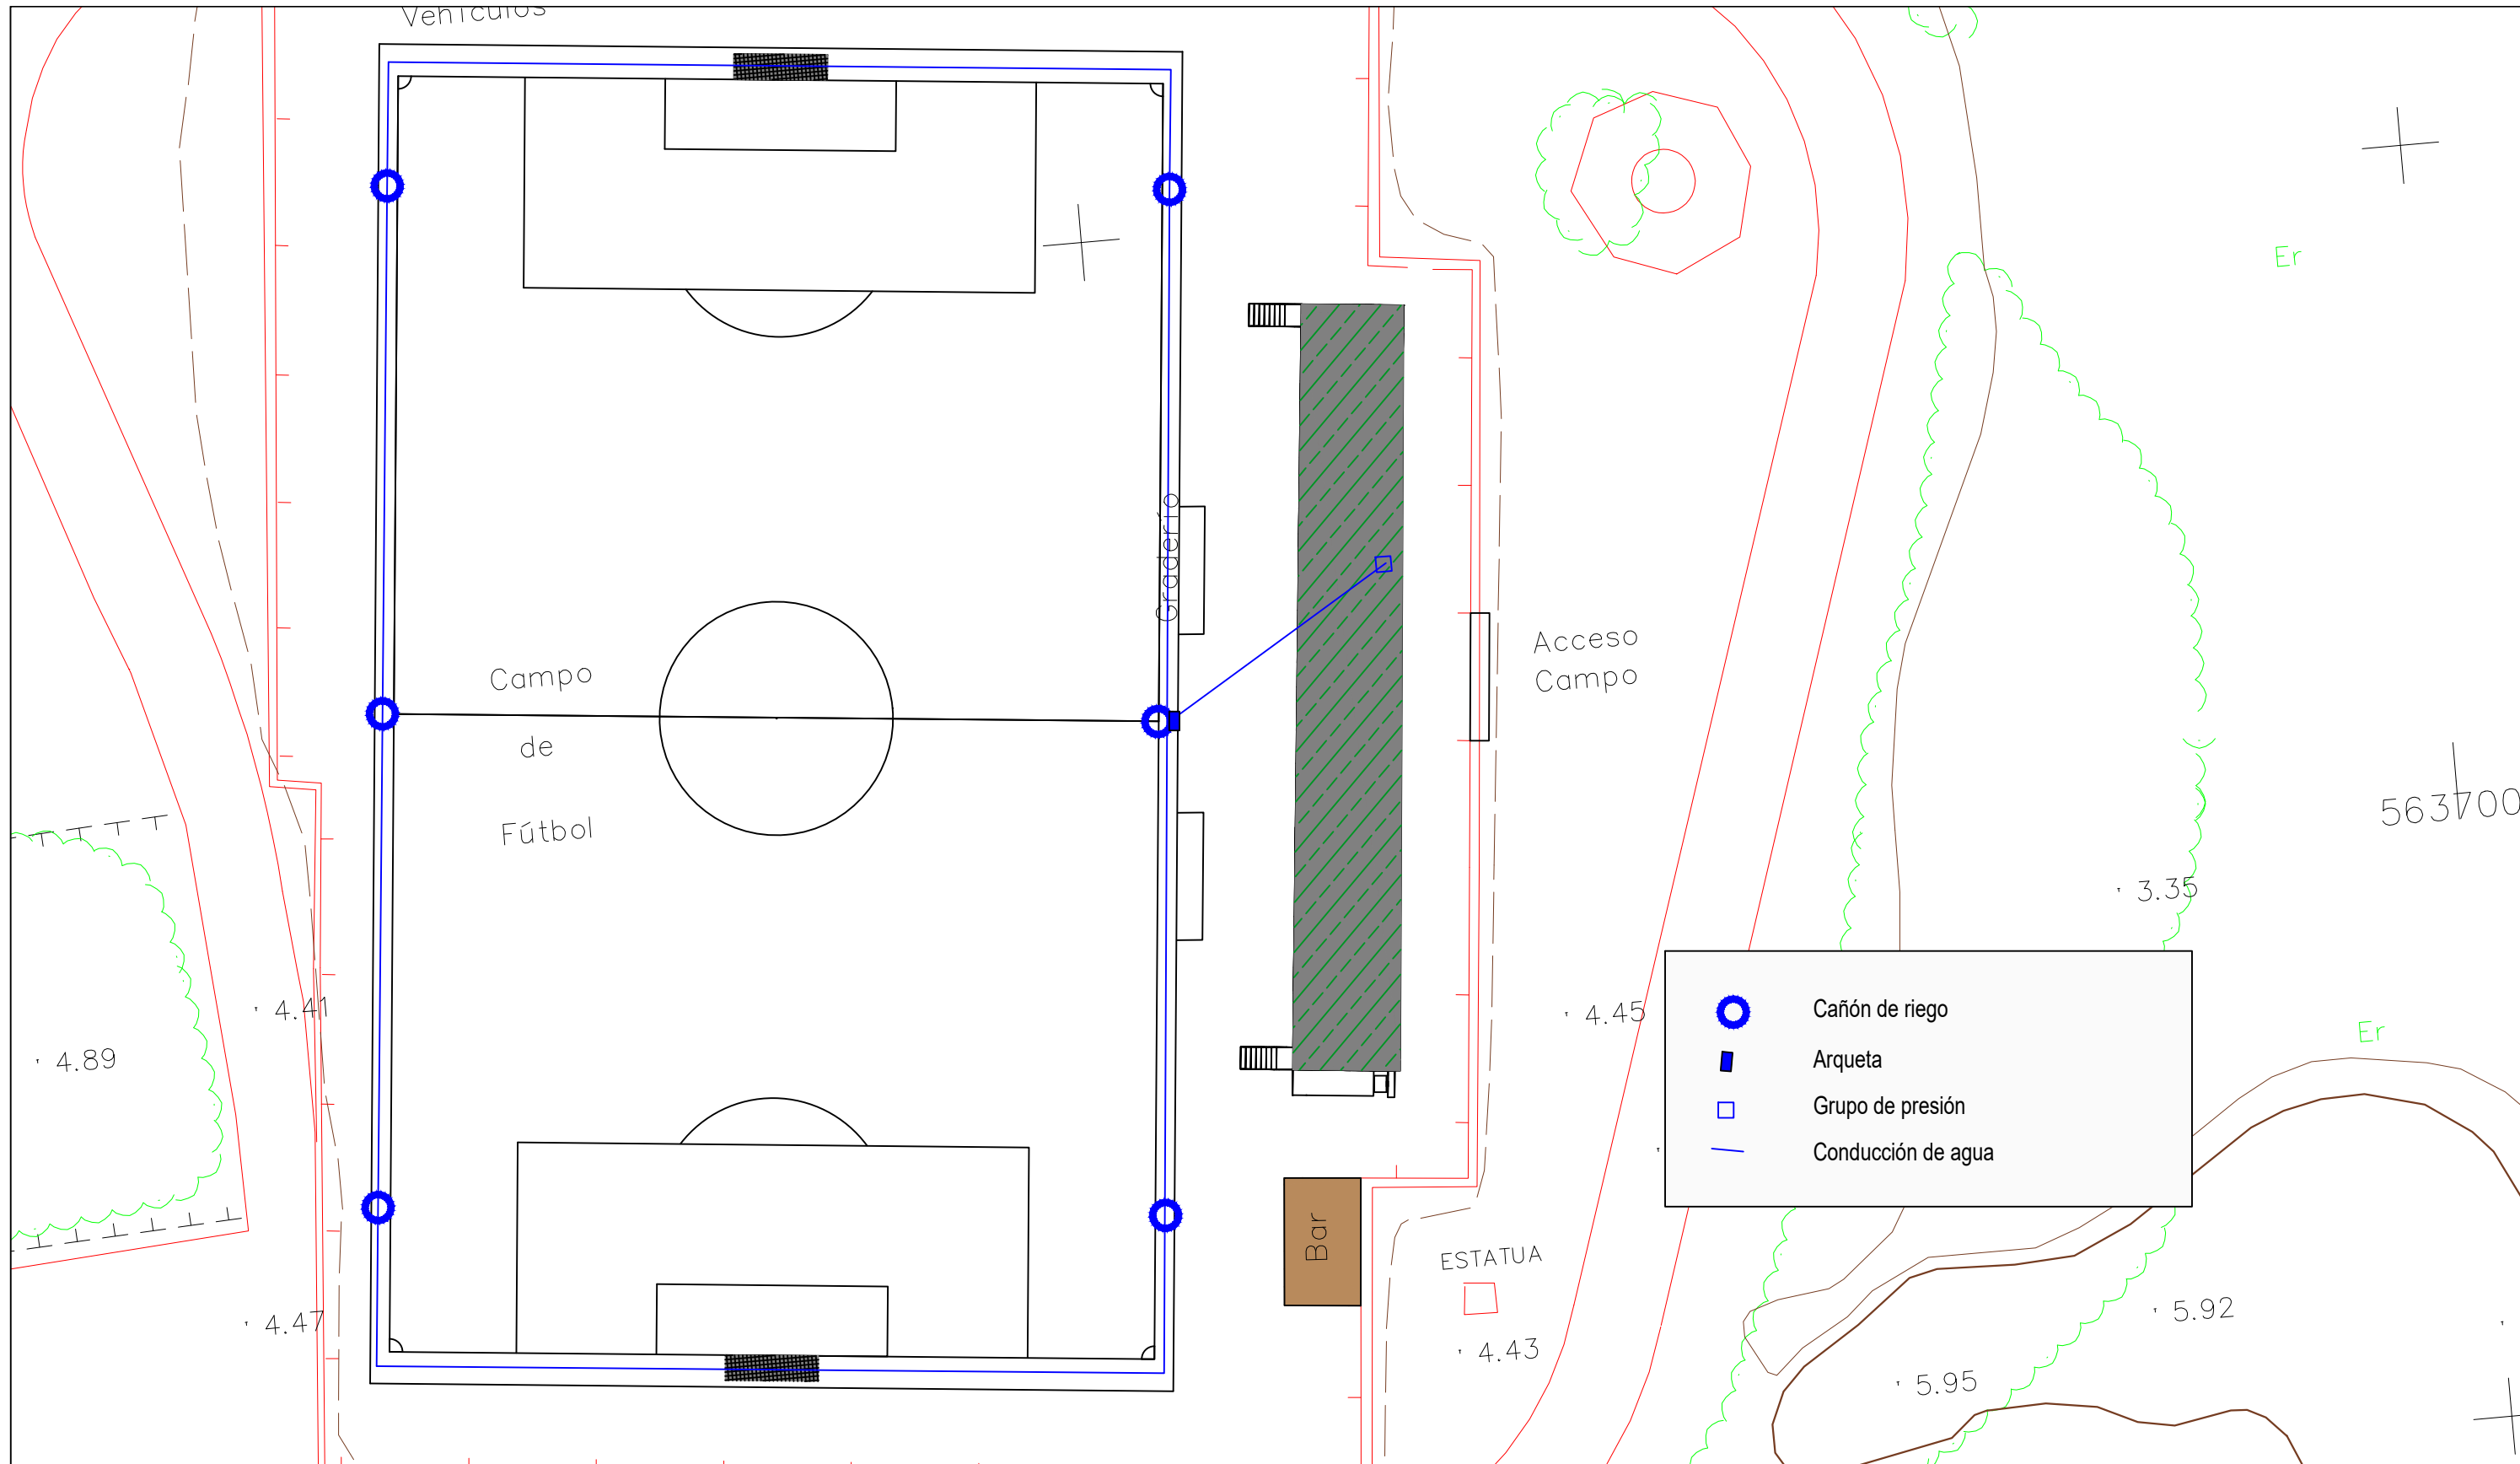 Vehículos
Er
Graderío
Acceso
Campo
Campo
de
Fútbol
563700
3.35
4.41
4.45
4.89
Cañón de riego
Arqueta
Grupo de presión
Conducción de agua
Er
Bar
ESTATUA
4.47
4.43
5.92
5.95